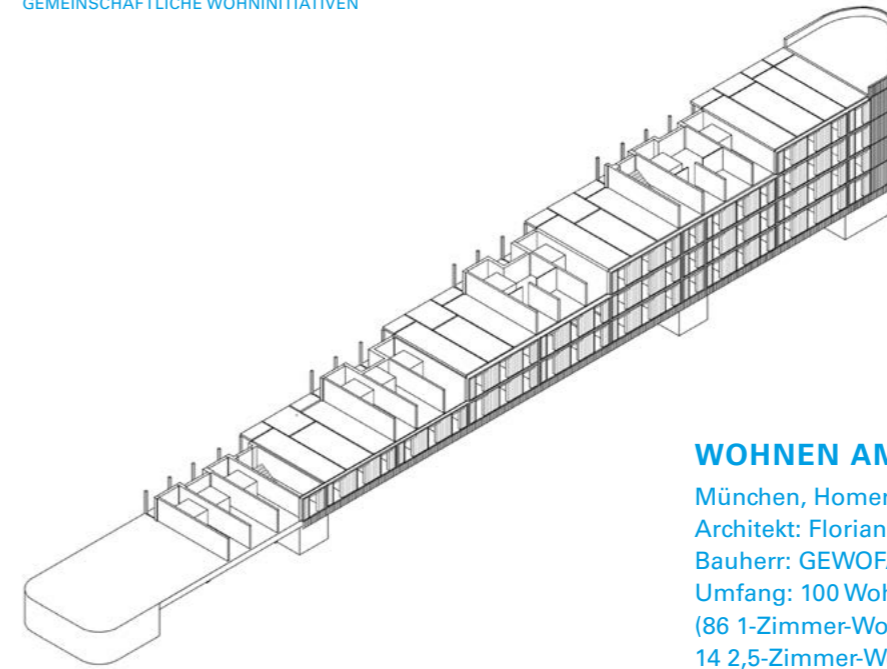 GEMEINSCHAFTLICHE WOHNINITIATIVEN
WOHNEN AM
München, Homer
Architekt: Florian
Bauherr: GEWOFA
Umfang: 100 Woh
(86 1-Zimmer-Wo
14 2,5-Zimmer-W